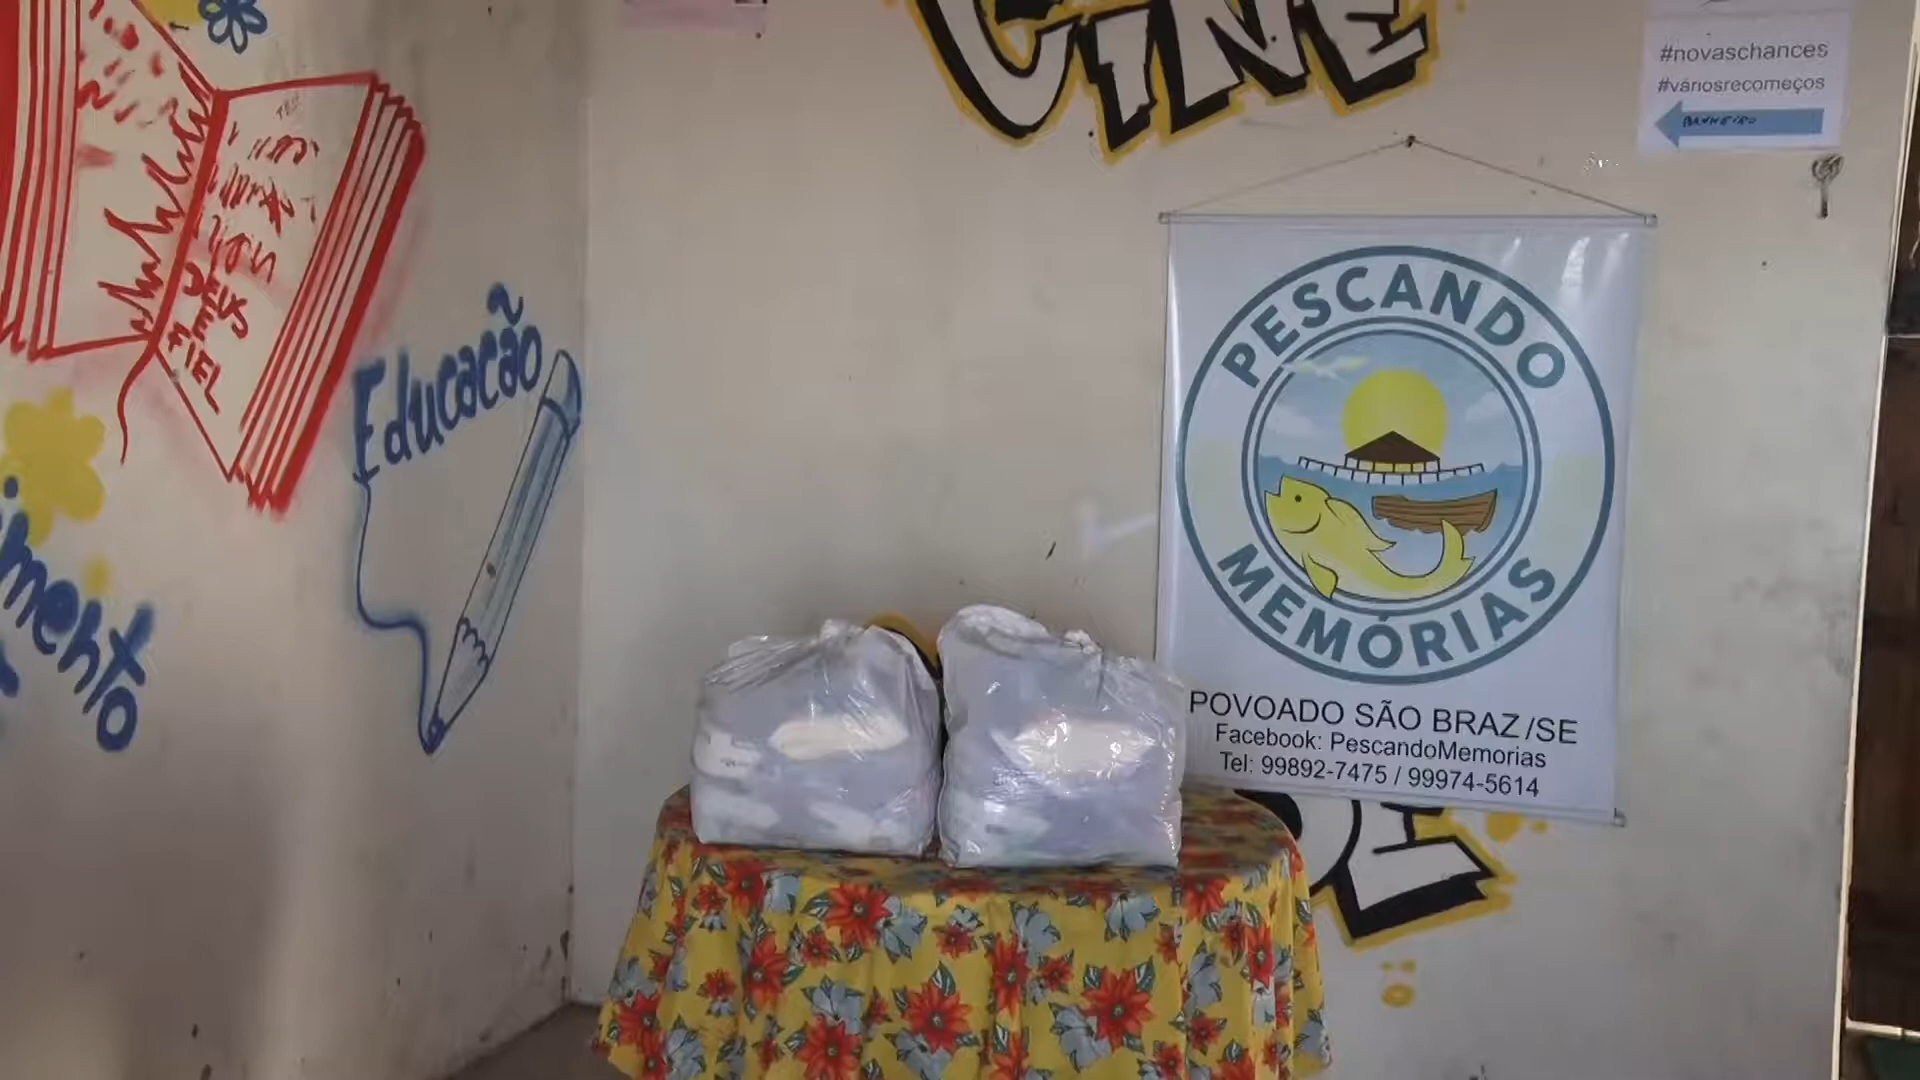 CINE
#novaschances
#váriosrecomeços
BANHEIRO
DEUS
É
FIEL
Educação
imento
PESCANDO
MEMÓRIAS
POVOADO SÃO BRAZ/SE
Facebook: PescandoMemorias
Tel: 99892-7475 / 99974-5614
DE